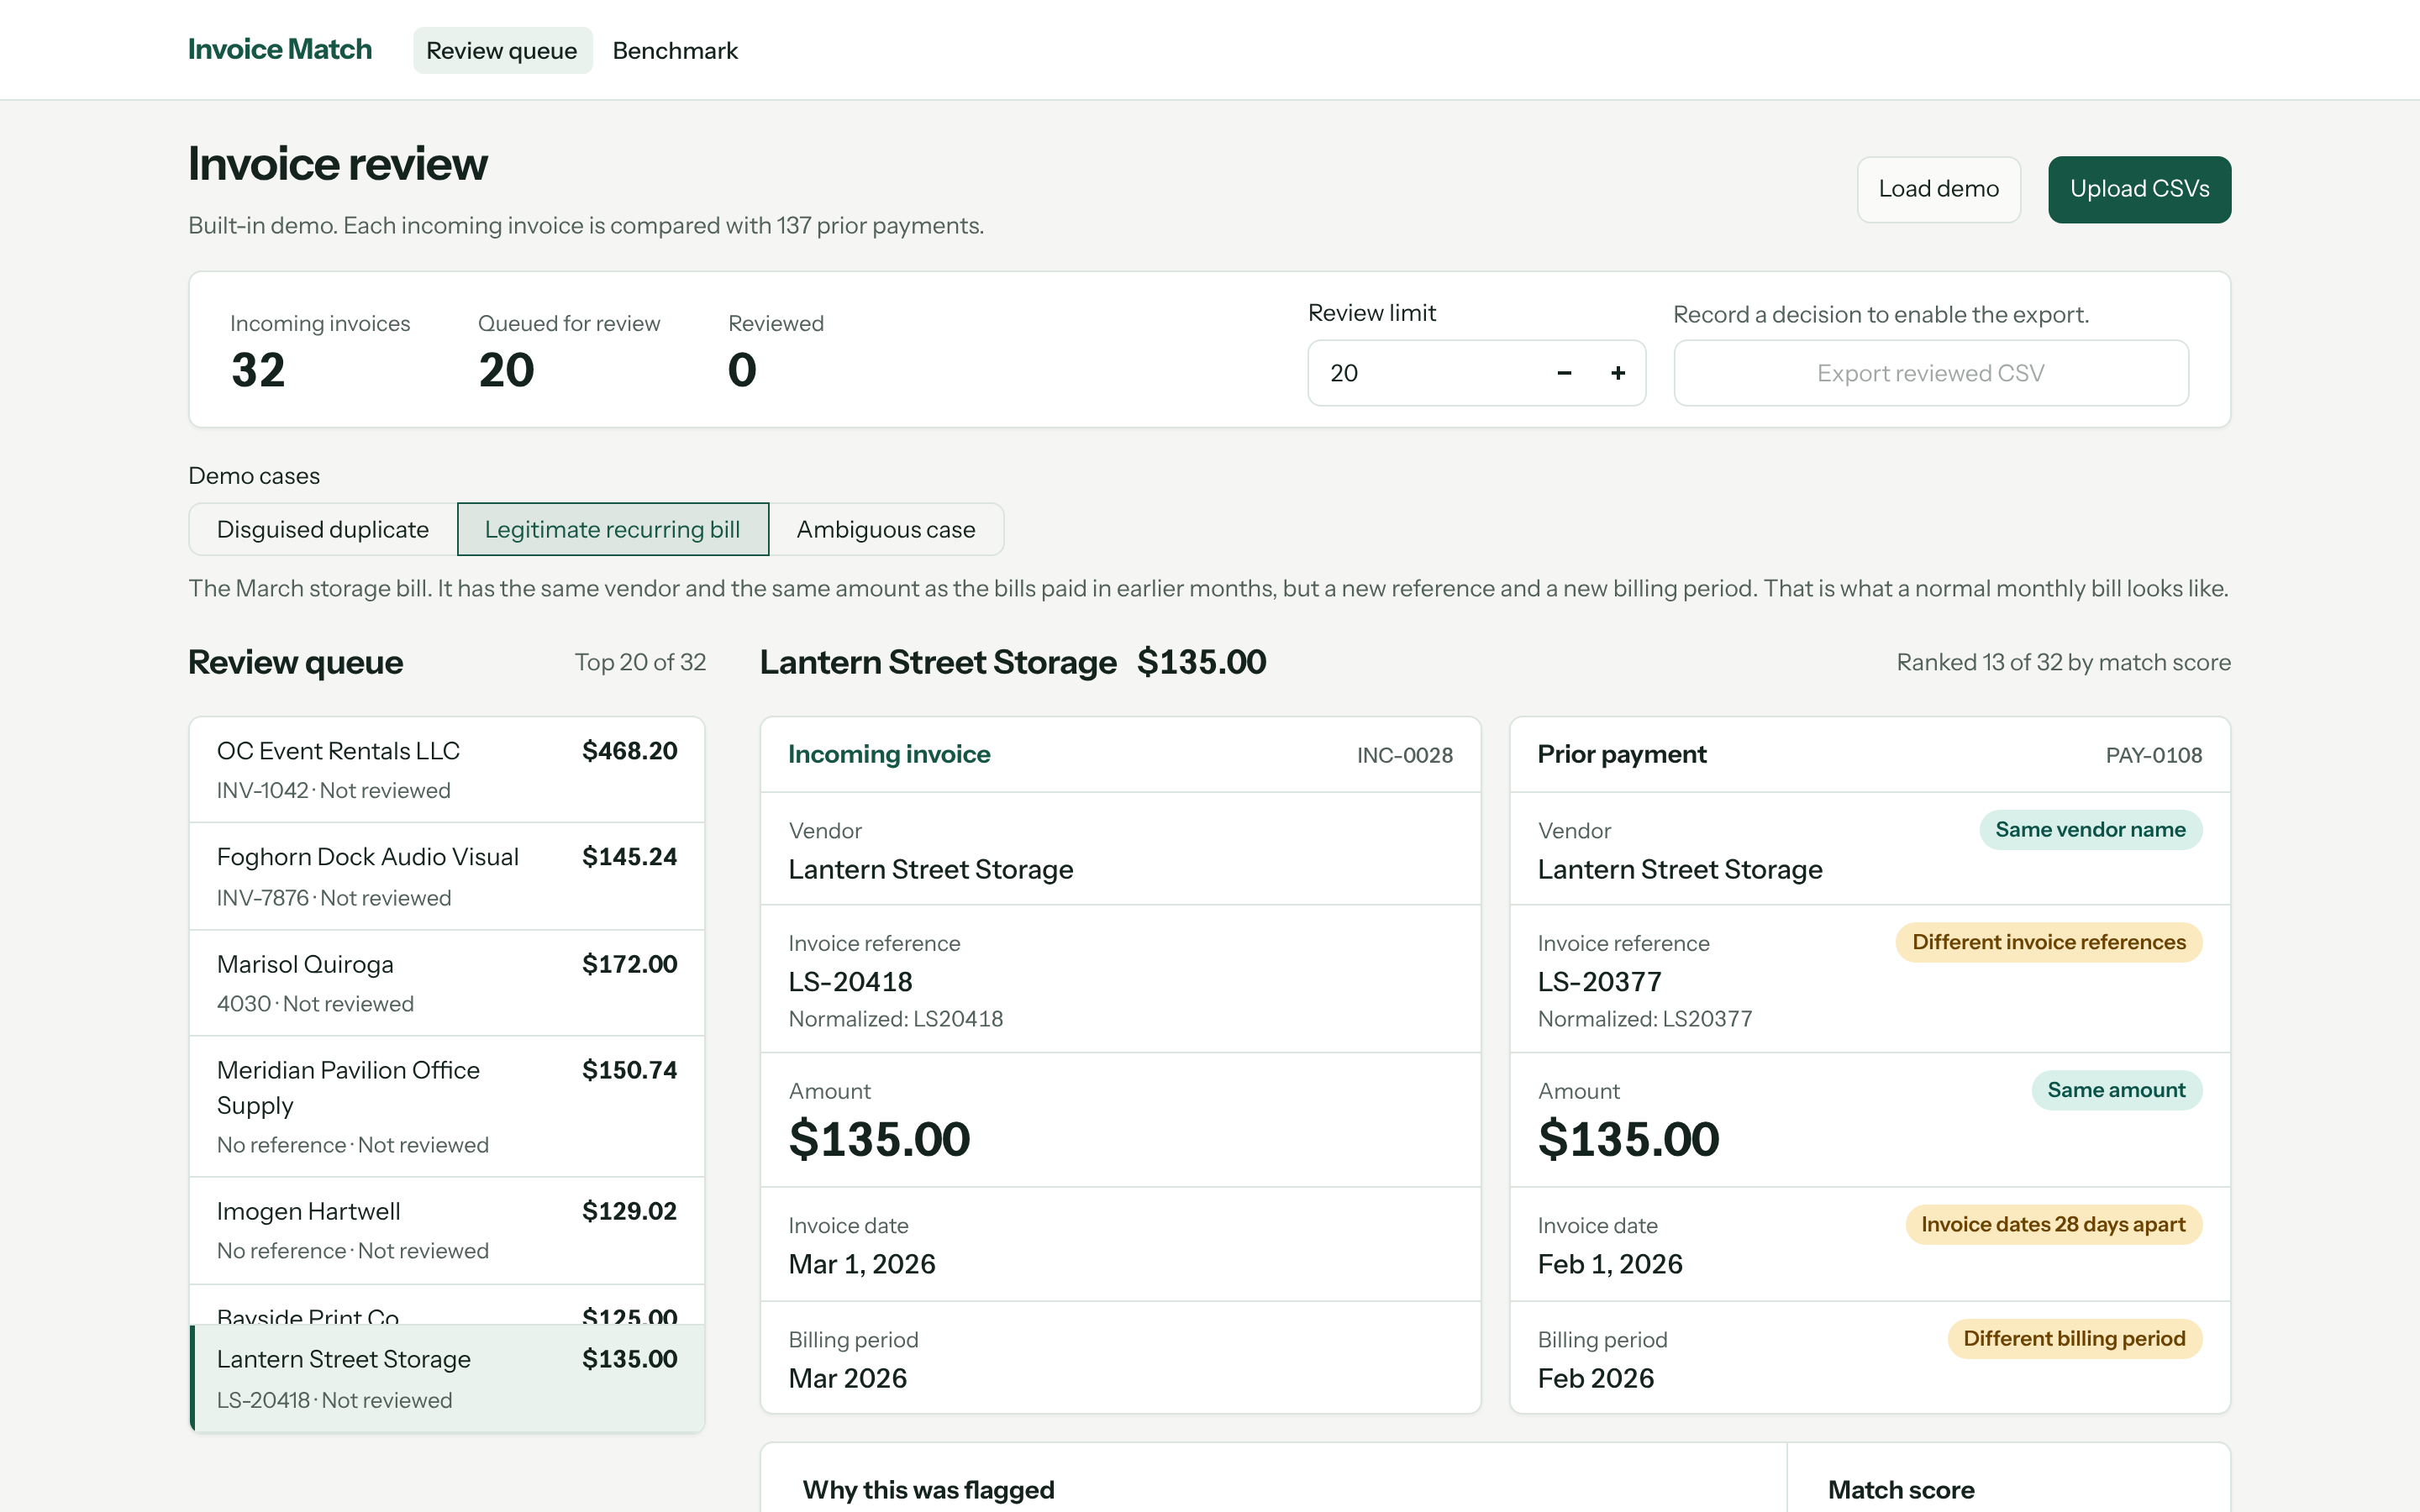 Invoice Match
Review queue
Benchmark
Invoice review
Built-in demo. Each incoming invoice is compared with 137 prior payments.
Load demo
Upload CSVs
Incoming invoices
32
Queued for review
20
Reviewed
0
Review limit
20
− +
Record a decision to enable the export.
Export reviewed CSV
Demo cases
Disguised duplicate
Legitimate recurring bill
Ambiguous case
The March storage bill. It has the same vendor and the same amount as the bills paid in earlier months, but a new reference and a new billing period. That is what a normal monthly bill looks like.
Review queue
Top 20 of 32
OC Event Rentals LLC $468.20
INV-1042 · Not reviewed
Foghorn Dock Audio Visual $145.24
INV-7876 · Not reviewed
Marisol Quiroga $172.00
4030 · Not reviewed
Meridian Pavilion Office $150.74
Supply
No reference · Not reviewed
Imogen Hartwell $129.02
No reference · Not reviewed
Bayside Print Co $125.00
Lantern Street Storage $135.00
LS-20418 · Not reviewed
Lantern Street Storage $135.00
Ranked 13 of 32 by match score
Incoming invoice INC-0028
Vendor
Lantern Street Storage
Invoice reference
LS-20418
Normalized: LS20418
Amount
$135.00
Invoice date
Mar 1, 2026
Billing period
Mar 2026
Prior payment PAY-0108
Vendor Same vendor name
Lantern Street Storage
Invoice reference Different invoice references
LS-20377
Normalized: LS20377
Amount Same amount
$135.00
Invoice date Invoice dates 28 days apart
Feb 1, 2026
Billing period Different billing period
Feb 2026
Why this was flagged
Match score